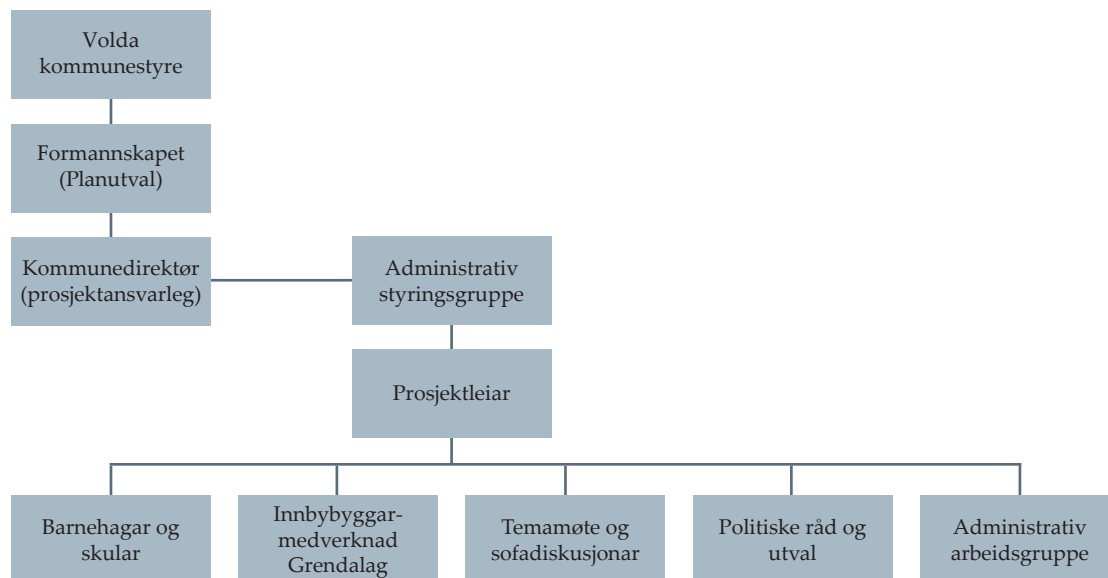 Volda
kommunestyre
Formannskapet
(Planutval)
Kommunedirektør
(prosjektansvarleg)
Administrativ
styringsgruppe
Prosjektleiar
Barnehagar og
skular
Innbybyggar-
medverknad
Grendalag
Temamøte og
sofadiskusjonar
Politiske råd og
utval
Administrativ
arbeidsgruppe